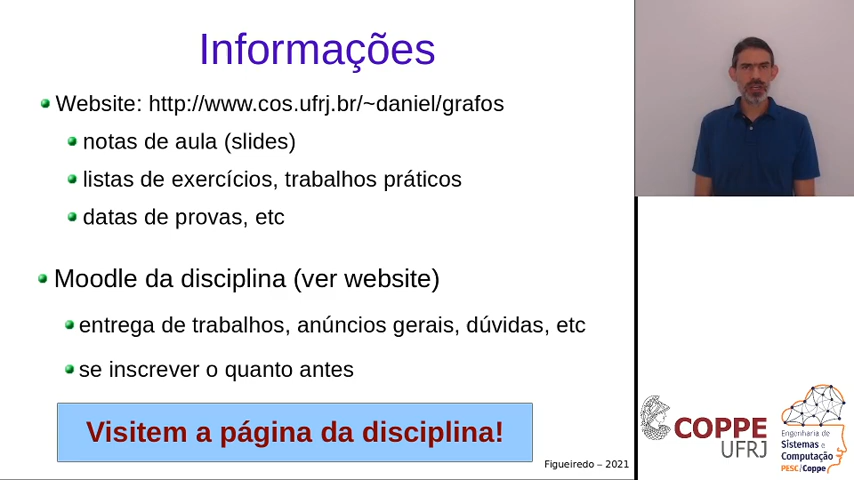 Informações
Website: http://www.cos.ufrj.br/~daniel/grafos
notas de aula (slides)
listas de exercícios, trabalhos práticos
datas de provas, etc
Moodle da disciplina (ver website)
entrega de trabalhos, anúncios gerais, dúvidas, etc
se inscrever o quanto antes
Visitem a página da disciplina!
Figueiredo – 2021
COPPE
UFRJ
Engenharia de
Sistemas e
Computação
PESC/Coppe